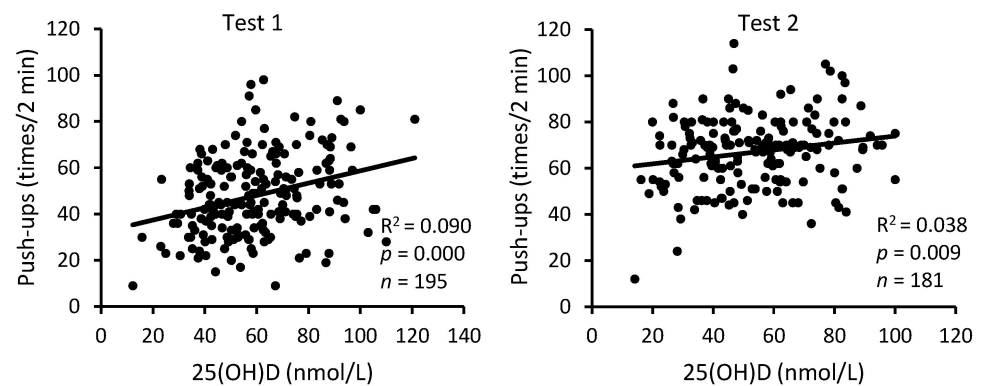 Test 1
Push-ups (times/2 min)
120
100
80
60
40
20
0
R² = 0.090
p = 0.000
n = 195
0 20 40 60 80 100 120 140
25(OH)D (nmol/L)
Test 2
Push-ups (times/2 min)
120
100
80
60
40
20
0
R² = 0.038
p = 0.009
n = 181
0 20 40 60 80 100 120
25(OH)D (nmol/L)